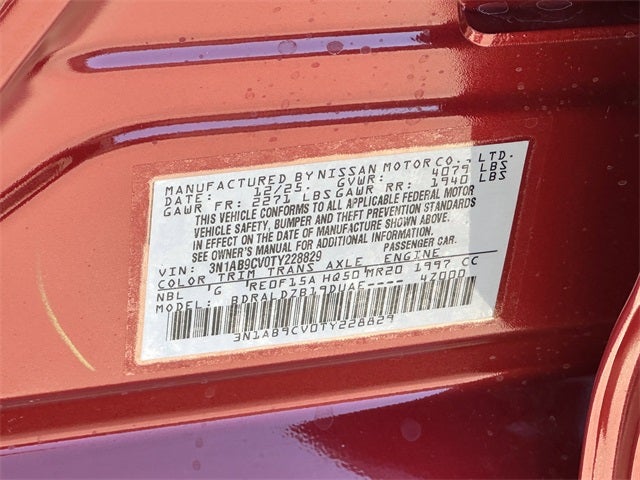 MANUFACTURED BY NISSAN MOTOR CO., LTD.
DATE: 12/25. GVWR: 4079 LBS
GAWR FR: 2271 LBS GAWR RR: 1940 LBS
THIS VEHICLE CONFORMS TO ALL APPLICABLE FEDERAL MOTOR
VEHICLE SAFETY, BUMPER AND THEFT PREVENTION STANDARDS
IN EFFECT ON THE DATE OF MANUFACTURE SHOWN ABOVE.
SEE OWNER'S MANUAL FOR ADDITIONAL INFORMATION.
VIN: 3N1AB9CV0TY228829 PASSENGER CAR.
COLOR TRIM TRANS AXLE ENGINE
NBL G RE0F15A HQ50 MR20 1997 CC
MODEL: BDRALDZB19DUAE---- 47000
3N1AB9CV0TY228829